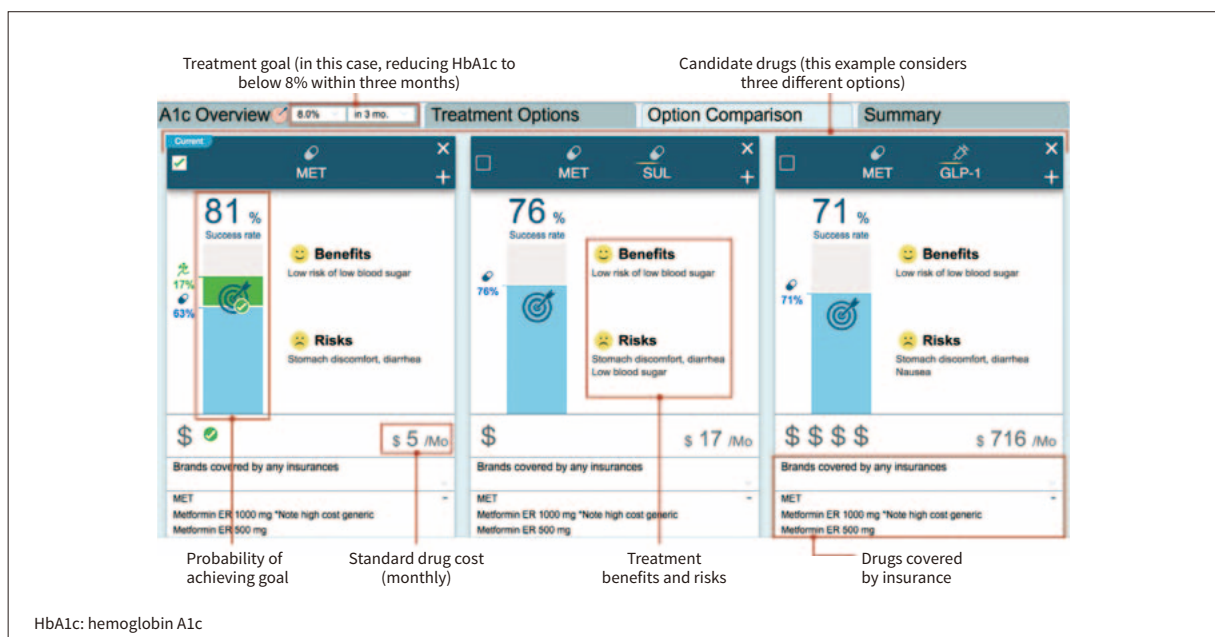 Treatment goal (in this case, reducing HbA1c to
below 8% within three months)
Candidate drugs (this example considers
three different options)
A1c Overview
8.0%
in 3 mo.
Treatment Options
Option Comparison
Summary
Current
MET
81 %
Success rate
17%
63%
Benefits
Low risk of low blood sugar
Risks
Stomach discomfort, diarrhea
$
$ 5 /Mo
Brands covered by any insurances
MET
Metformin ER 1000 mg *Note high cost generic
Metformin ER 500 mg
MET
SUL
76 %
Success rate
76%
Benefits
Low risk of low blood sugar
Risks
Stomach discomfort, diarrhea
Low blood sugar
$
$ 17 /Mo
Brands covered by any insurances
MET
Metformin ER 1000 mg *Note high cost generic
Metformin ER 500 mg
MET
GLP-1
71 %
Success rate
71%
Benefits
Low risk of low blood sugar
Risks
Stomach discomfort, diarrhea
Nausea
$ $ $ $
$ 716 /Mo
Brands covered by any insurances
MET
Metformin ER 1000 mg *Note high cost generic
Metformin ER 500 mg
Probability of
achieving goal
Standard drug cost
(monthly)
Treatment
benefits and risks
Drugs covered
by insurance
HbA1c: hemoglobin A1c